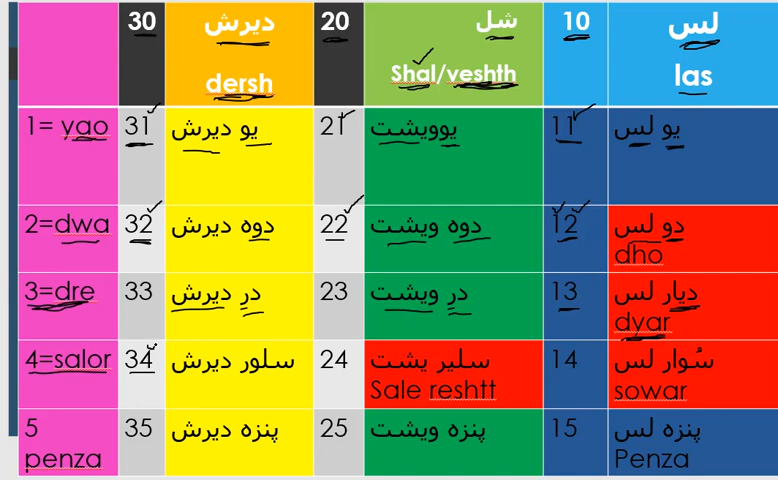 30 دیرش 20 شل 10 لس
dersh Shal/veshth las
1= yao 31 یو دیرش 21 یوویشت 11 یو لس
2=dwa 32 دوه دیرش 22 دوه ویشت 12 دو لس
dho
3=dre 33 درِ دیرش 23 درِ ویشت 13 دیار لس
dyar
4=salor 34 سلور دیرش 24 سلیر یشت 14 سُوار لس
Sale reshtt sowar
5 35 پنزه دیرش 25 پنزه ویشت 15 پنزه لس
penza Penza